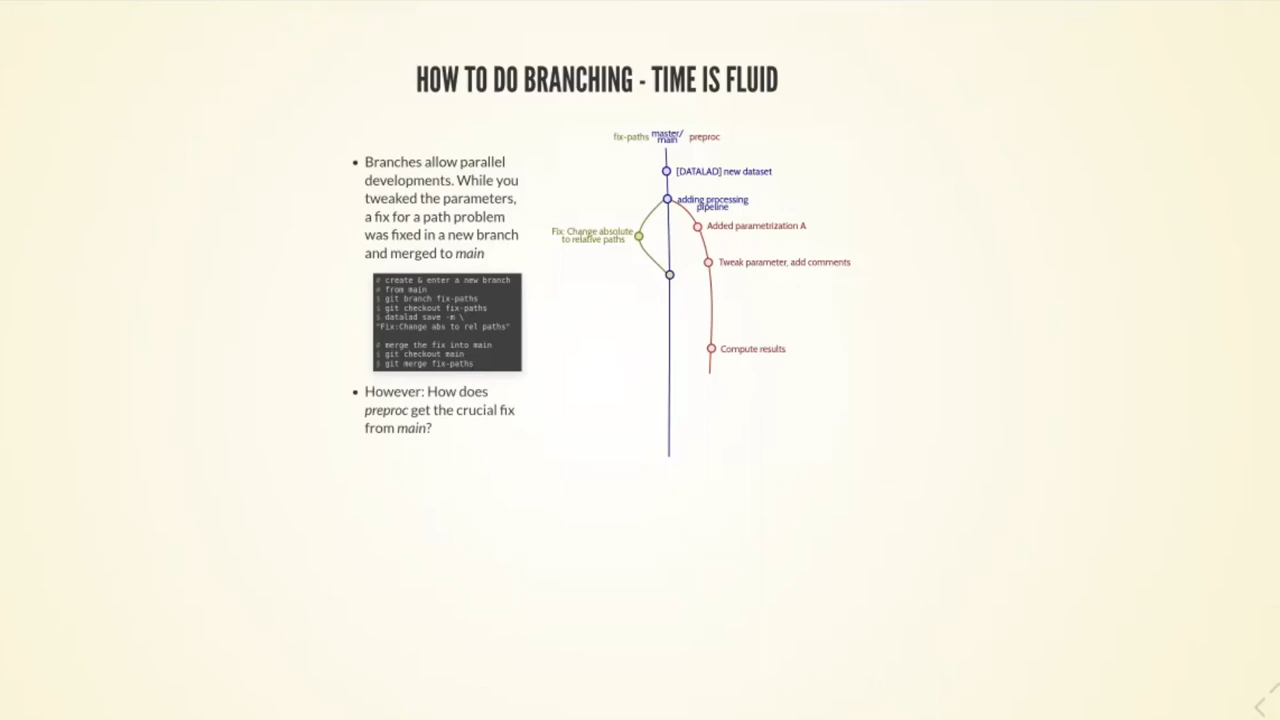 HOW TO DO BRANCHING - TIME IS FLUID
• Branches allow parallel
developments. While you
tweaked the parameters,
a fix for a path problem
was fixed in a new branch
and merged to main
# create & enter a new branch
# from main
$ git branch fix-paths
$ git checkout fix-paths
$ datalad save -m \
"Fix:Change abs to rel paths"
# merge the fix into main
$ git checkout main
$ git merge fix-paths
• However: How does
preproc get the crucial fix
from main?
fix-paths
master/
main
preproc
[DATALAD] new dataset
adding processing
pipeline
Fix: Change absolute
to relative paths
Added parametrization A
Tweak parameter, add comments
Compute results